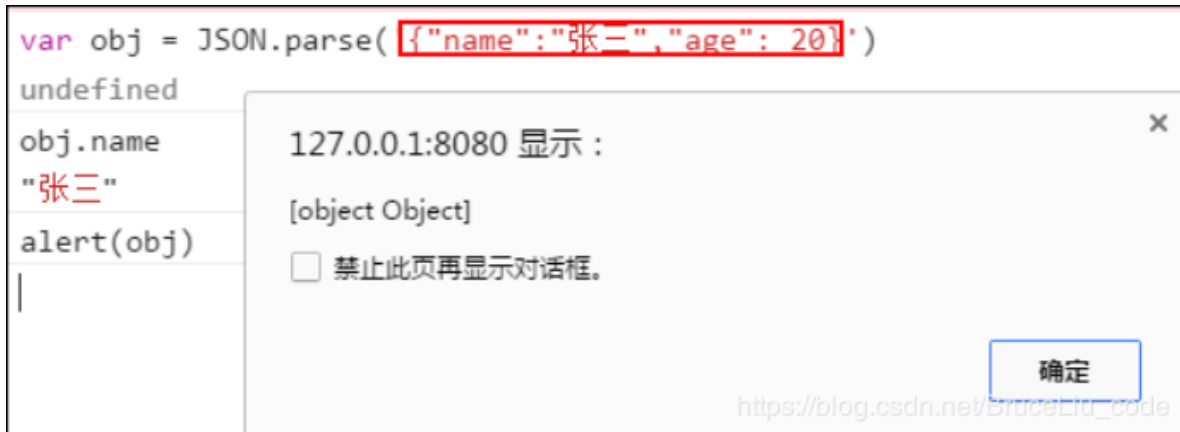 var obj = JSON.parse('{"name":"张三","age": 20}')
undefined
obj.name
"张三"
alert(obj)
127.0.0.1:8080 显示：
×
[object Object]
禁止此页再显示对话框。
确定
https://blog.csdn.net/BruceLiu_code